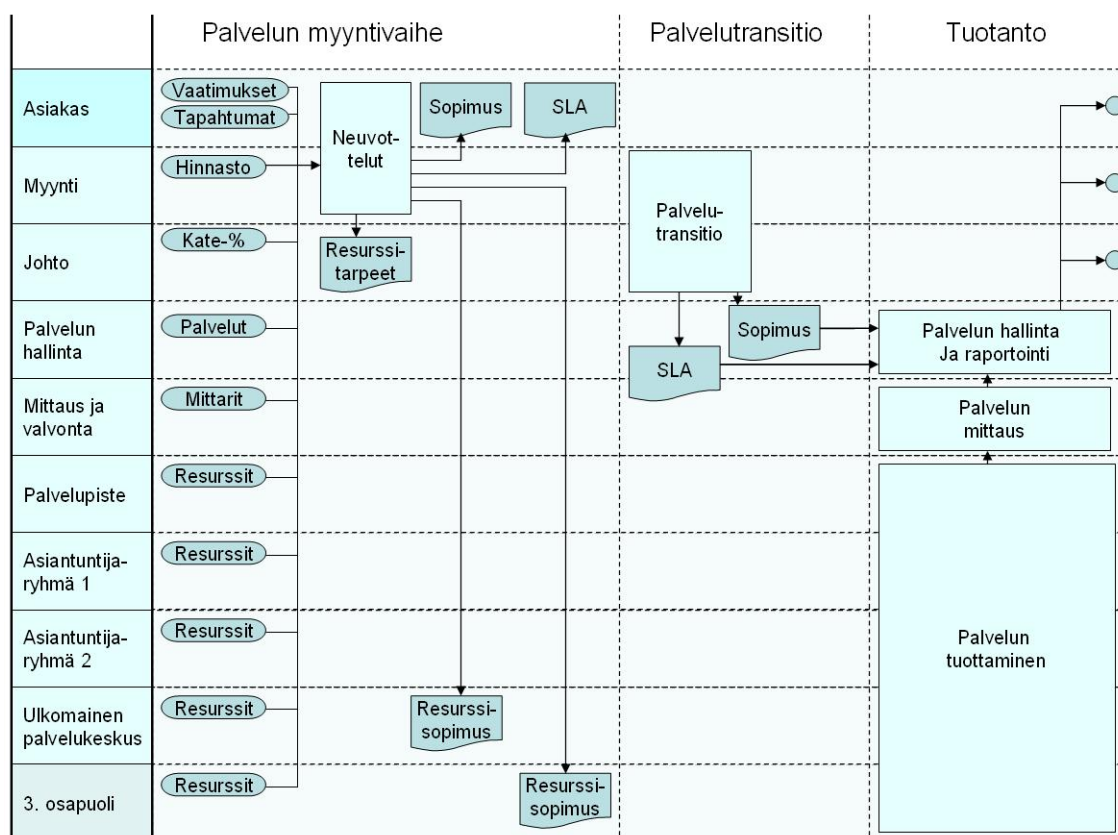 Palvelun myyntivaihe
Palvelutransitio
Tuotanto
Asiakas
Vaatimukset
Tapahtumat
Neuvot-
telut
Sopimus
SLA
Myynti
Hinnasto
Palvelu-
transitio
Johto
Kate-%
Resurssi-
tarpeet
Palvelun
hallinta
Palvelut
Sopimus
SLA
Palvelun hallinta
Ja raportointi
Mittaus ja
valvonta
Mittarit
Palvelun
mittaus
Palvelupiste
Resurssit
Asiantuntija-
ryhmä 1
Resurssit
Asiantuntija-
ryhmä 2
Resurssit
Palvelun
tuottaminen
Ulkomainen
palvelukeskus
Resurssit
Resurssi-
sopimus
3. osapuoli
Resurssit
Resurssi-
sopimus